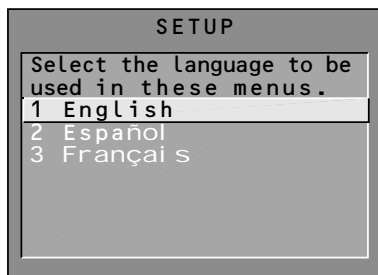 SETUP
Select the language to be
used in these menus.
1 English
2 Español
3 Français